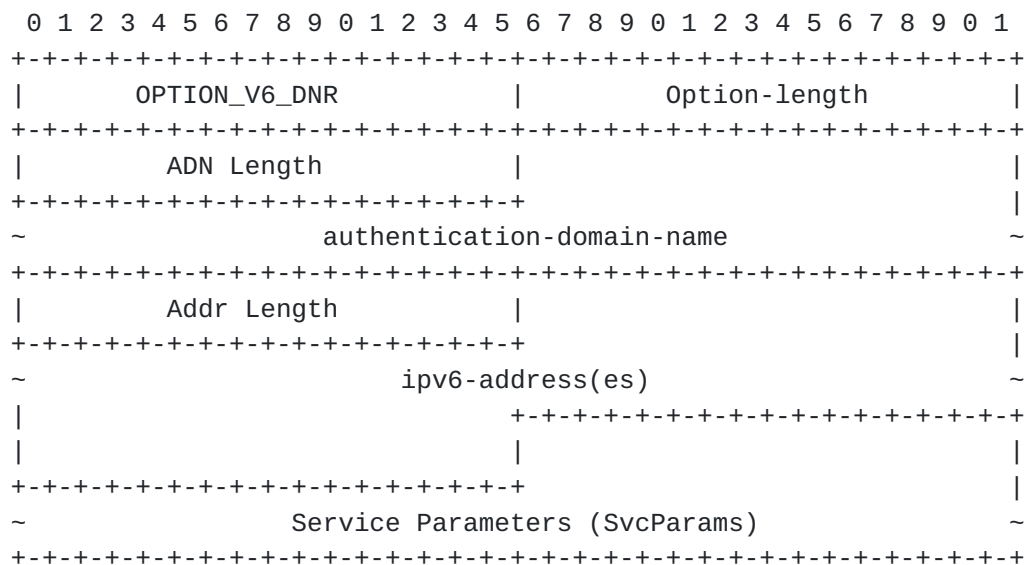 0 1 2 3 4 5 6 7 8 9 0 1 2 3 4 5 6 7 8 9 0 1 2 3 4 5 6 7 8 9 0 1
+-+-+-+-+-+-+-+-+-+-+-+-+-+-+-+-+-+-+-+-+-+-+-+-+-+-+-+-+-+-+-+-+
|       OPTION_V6_DNR           |         Option-length         |
+-+-+-+-+-+-+-+-+-+-+-+-+-+-+-+-+-+-+-+-+-+-+-+-+-+-+-+-+-+-+-+-+
|         ADN Length            |                               |
+-+-+-+-+-+-+-+-+-+-+-+-+-+-+-+-+                               |
~                   authentication-domain-name                  ~
+-+-+-+-+-+-+-+-+-+-+-+-+-+-+-+-+-+-+-+-+-+-+-+-+-+-+-+-+-+-+-+-+
|         Addr Length           |                               |
+-+-+-+-+-+-+-+-+-+-+-+-+-+-+-+-+                               |
~                        ipv6-address(es)                       ~
|                               +-+-+-+-+-+-+-+-+-+-+-+-+-+-+-+-+
|                               |                               |
+-+-+-+-+-+-+-+-+-+-+-+-+-+-+-+-+                               |
~                 Service Parameters (SvcParams)                ~
+-+-+-+-+-+-+-+-+-+-+-+-+-+-+-+-+-+-+-+-+-+-+-+-+-+-+-+-+-+-+-+-+